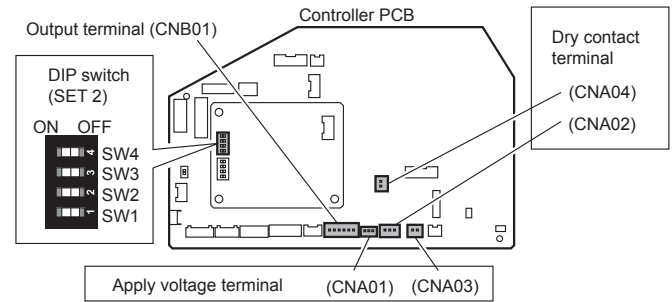 Controller PCB
Output terminal (CNB01)
Dry contact
terminal
(CNA04)
(CNA02)
DIP switch
(SET 2)
ON OFF
4 SW4
3 SW3
2 SW2
1 SW1
Apply voltage terminal (CNA01) (CNA03)